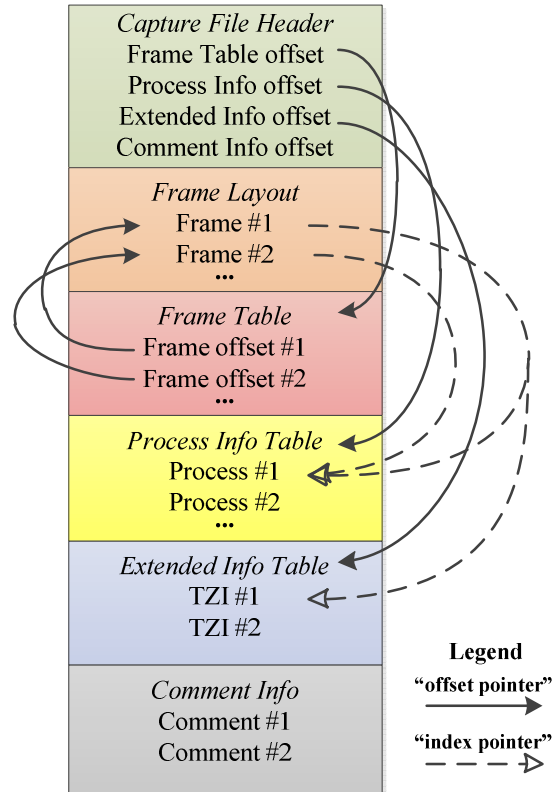 Capture File Header
Frame Table offset
Process Info offset
Extended Info offset
Comment Info offset
Frame Layout
Frame #1
Frame #2
...
Frame Table
Frame offset #1
Frame offset #2
...
Process Info Table
Process #1
Process #2
...
Extended Info Table
TZI #1
TZI #2
Comment Info
Comment #1
Comment #2
Legend
“offset pointer”
“index pointer”